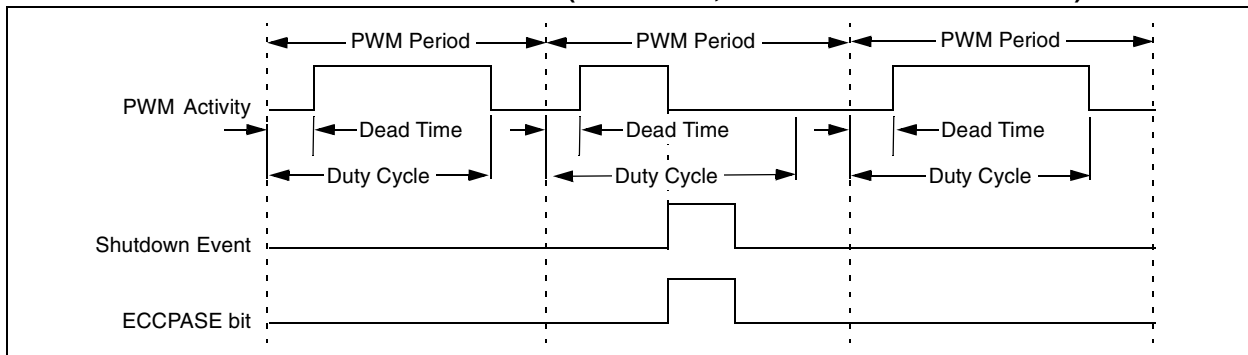 PWM Period PWM Period PWM Period
PWM Activity
Dead Time Dead Time Dead Time
Duty Cycle Duty Cycle Duty Cycle
Shutdown Event
ECCPASE bit